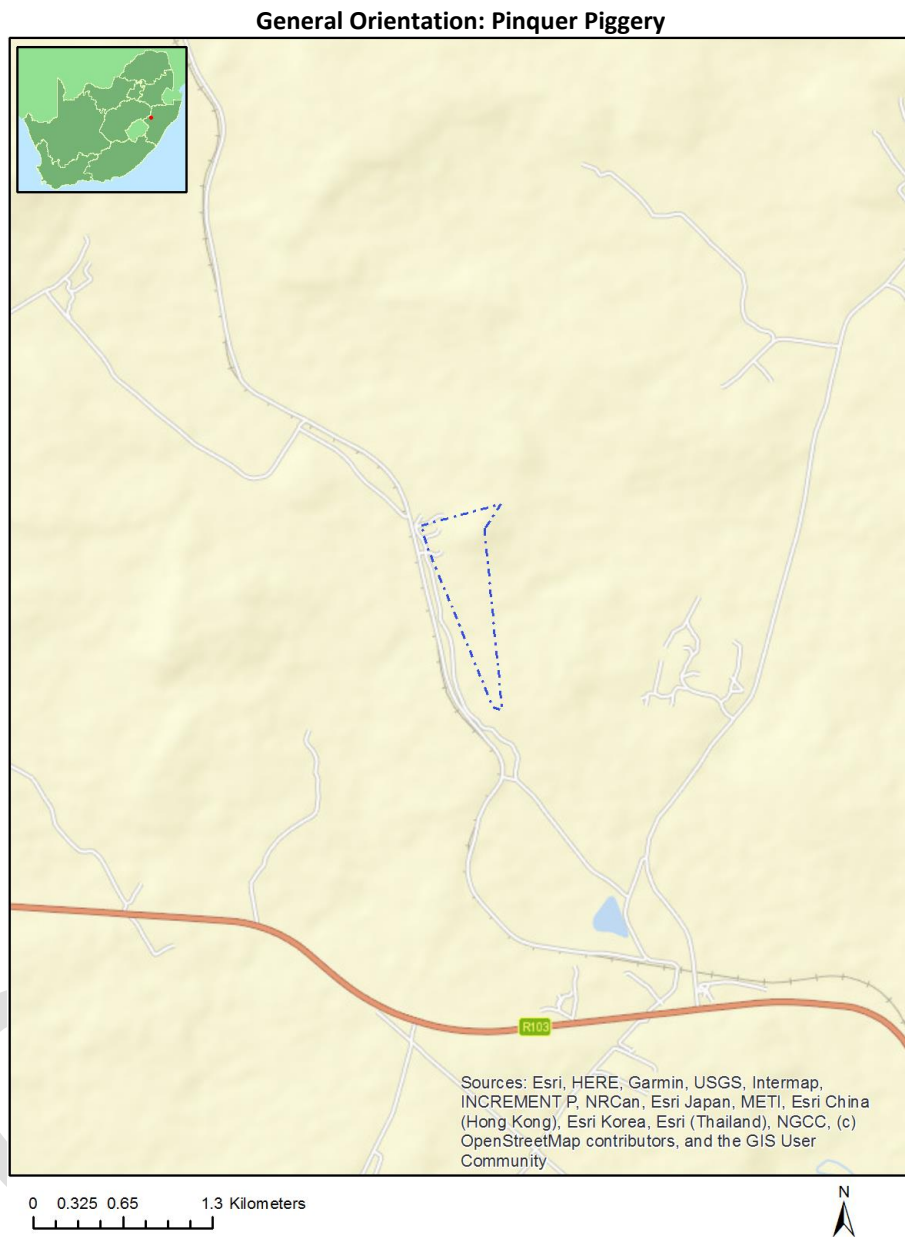 General Orientation: Pinquer Piggery
R103
Sources: Esri, HERE, Garmin, USGS, Intermap,
INCREMENT P, NRCan, Esri Japan, METI, Esri China
(Hong Kong), Esri Korea, Esri (Thailand), NGCC, (c)
OpenStreetMap contributors, and the GIS User
Community
0 0.325 0.65 1.3 Kilometers
N